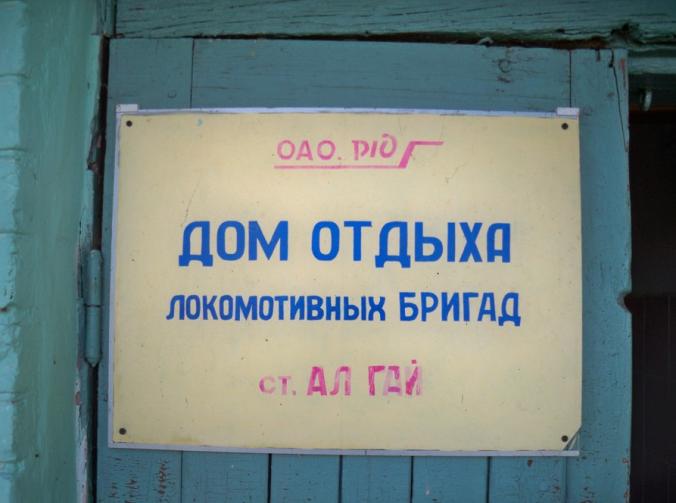 ОАО. РЖД
ДОМ ОТДЫХА
ЛОКОМОТИВНЫХ БРИГАД
ст. АЛ ГАЙ